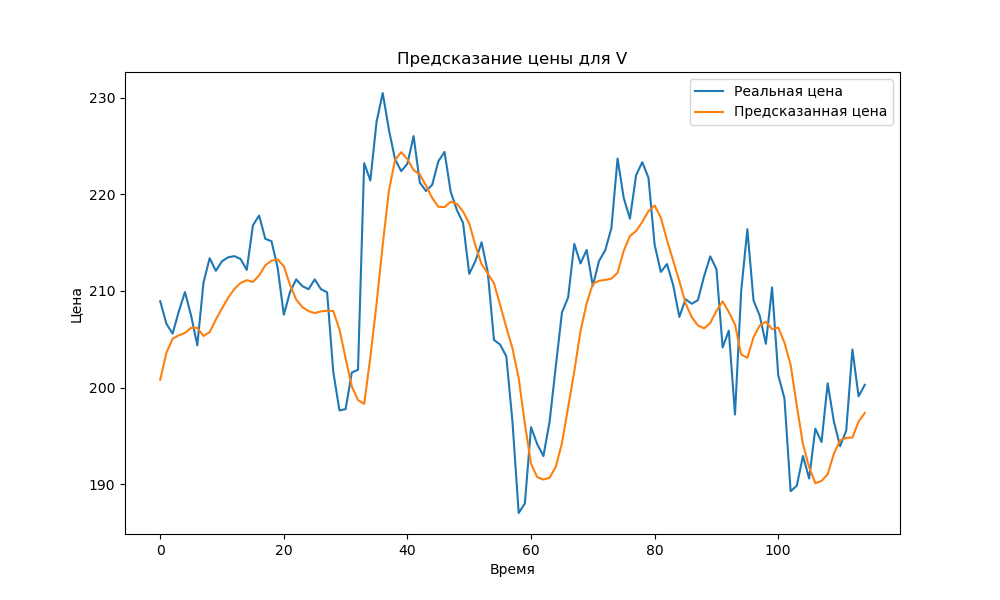 Предсказание цены для V
Реальная цена
Предсказанная цена
Цена
230
220
210
200
190
0 20 40 60 80 100
Время